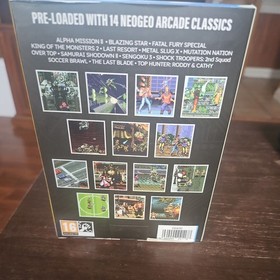 PRE-LOADED WITH 14 NEOGEO ARCADE CLASSICS
ALPHA MISSION II • BLAZING STAR • FATAL FURY SPECIAL
KING OF THE MONSTERS 2 • LAST RESORT • METAL SLUG X • MUTATION NATION
OVER TOP • SAMURAI SHODOWN II • SENGOKU 3 • SHOCK TROOPERS: 2nd Squad
SOCCER BRAWL • THE LAST BLADE • TOP HUNTER: RODDY & CATHY
16